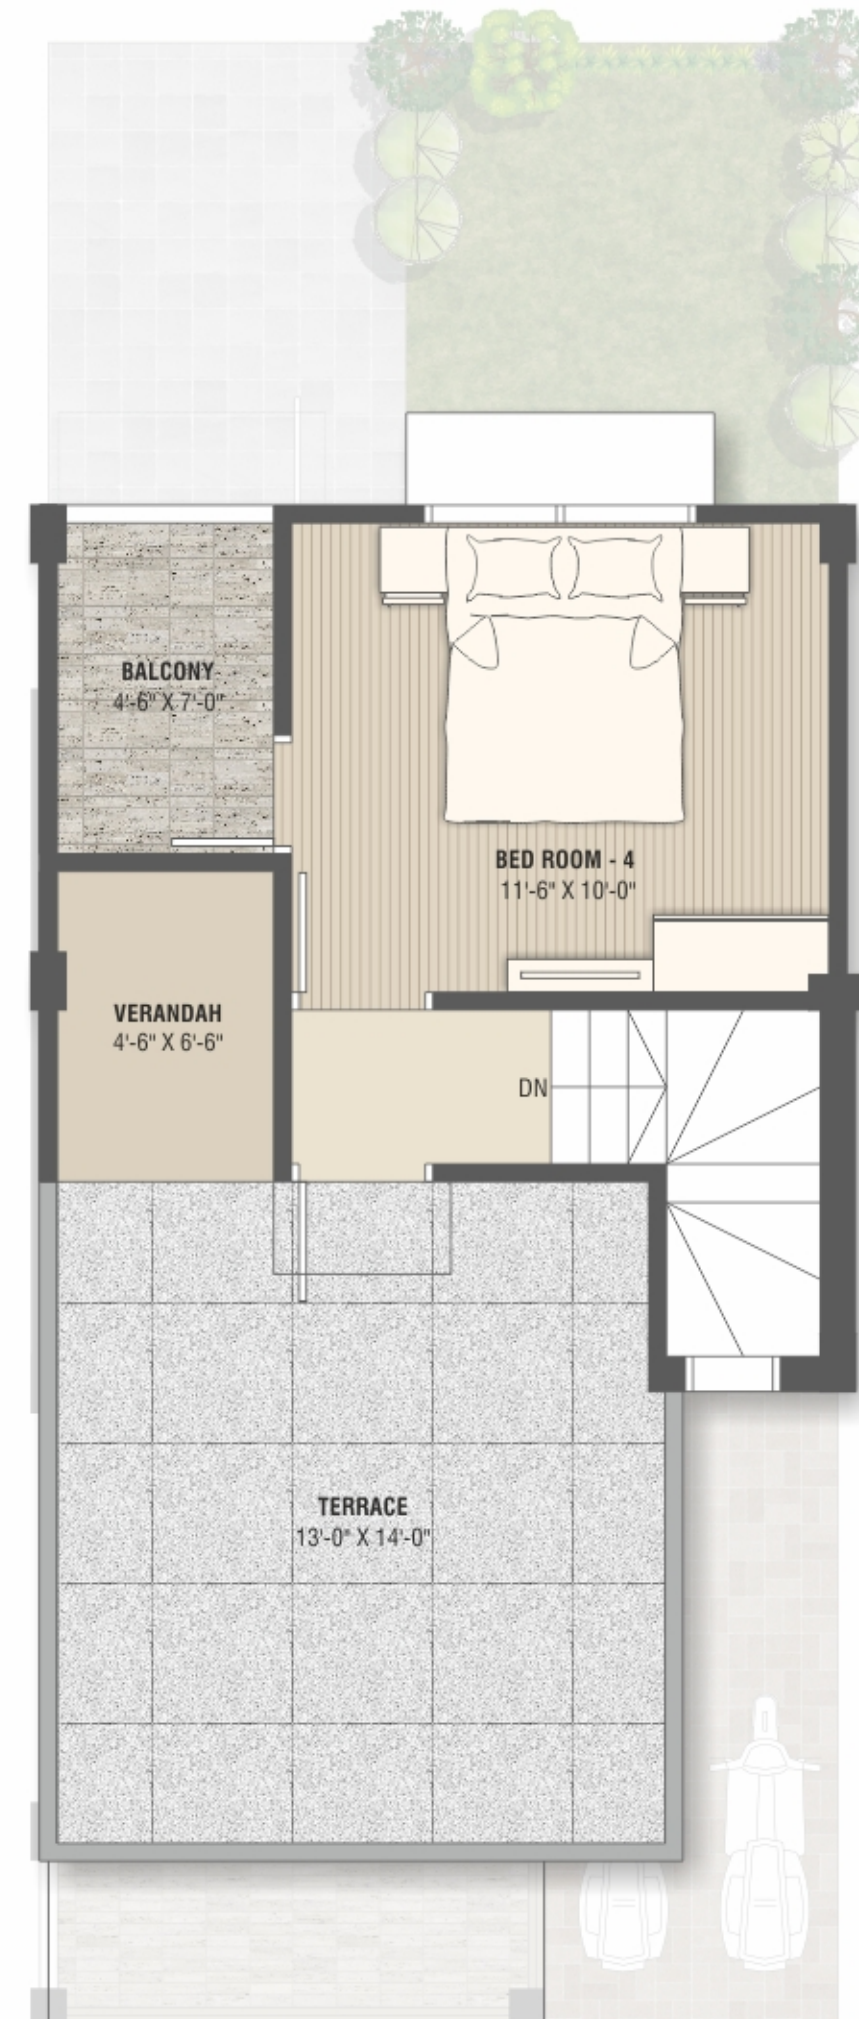 BALCONY
4'-6" X 7'-0"
BED ROOM - 4
11'-6" X 10'-0"
VERANDAH
4'-6" X 6'-6"
DN
TERRACE
13'-0" X 14'-0"